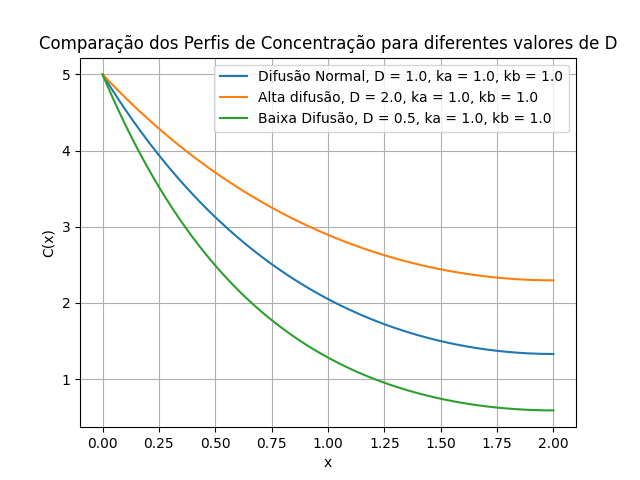 Comparação dos Perfis de Concentração para diferentes valores de D
Difusão Normal, D = 1.0, ka = 1.0, kb = 1.0
Alta difusão, D = 2.0, ka = 1.0, kb = 1.0
Baixa Difusão, D = 0.5, ka = 1.0, kb = 1.0
C(x)
5
4
3
2
1
0.00 0.25 0.50 0.75 1.00 1.25 1.50 1.75 2.00
x